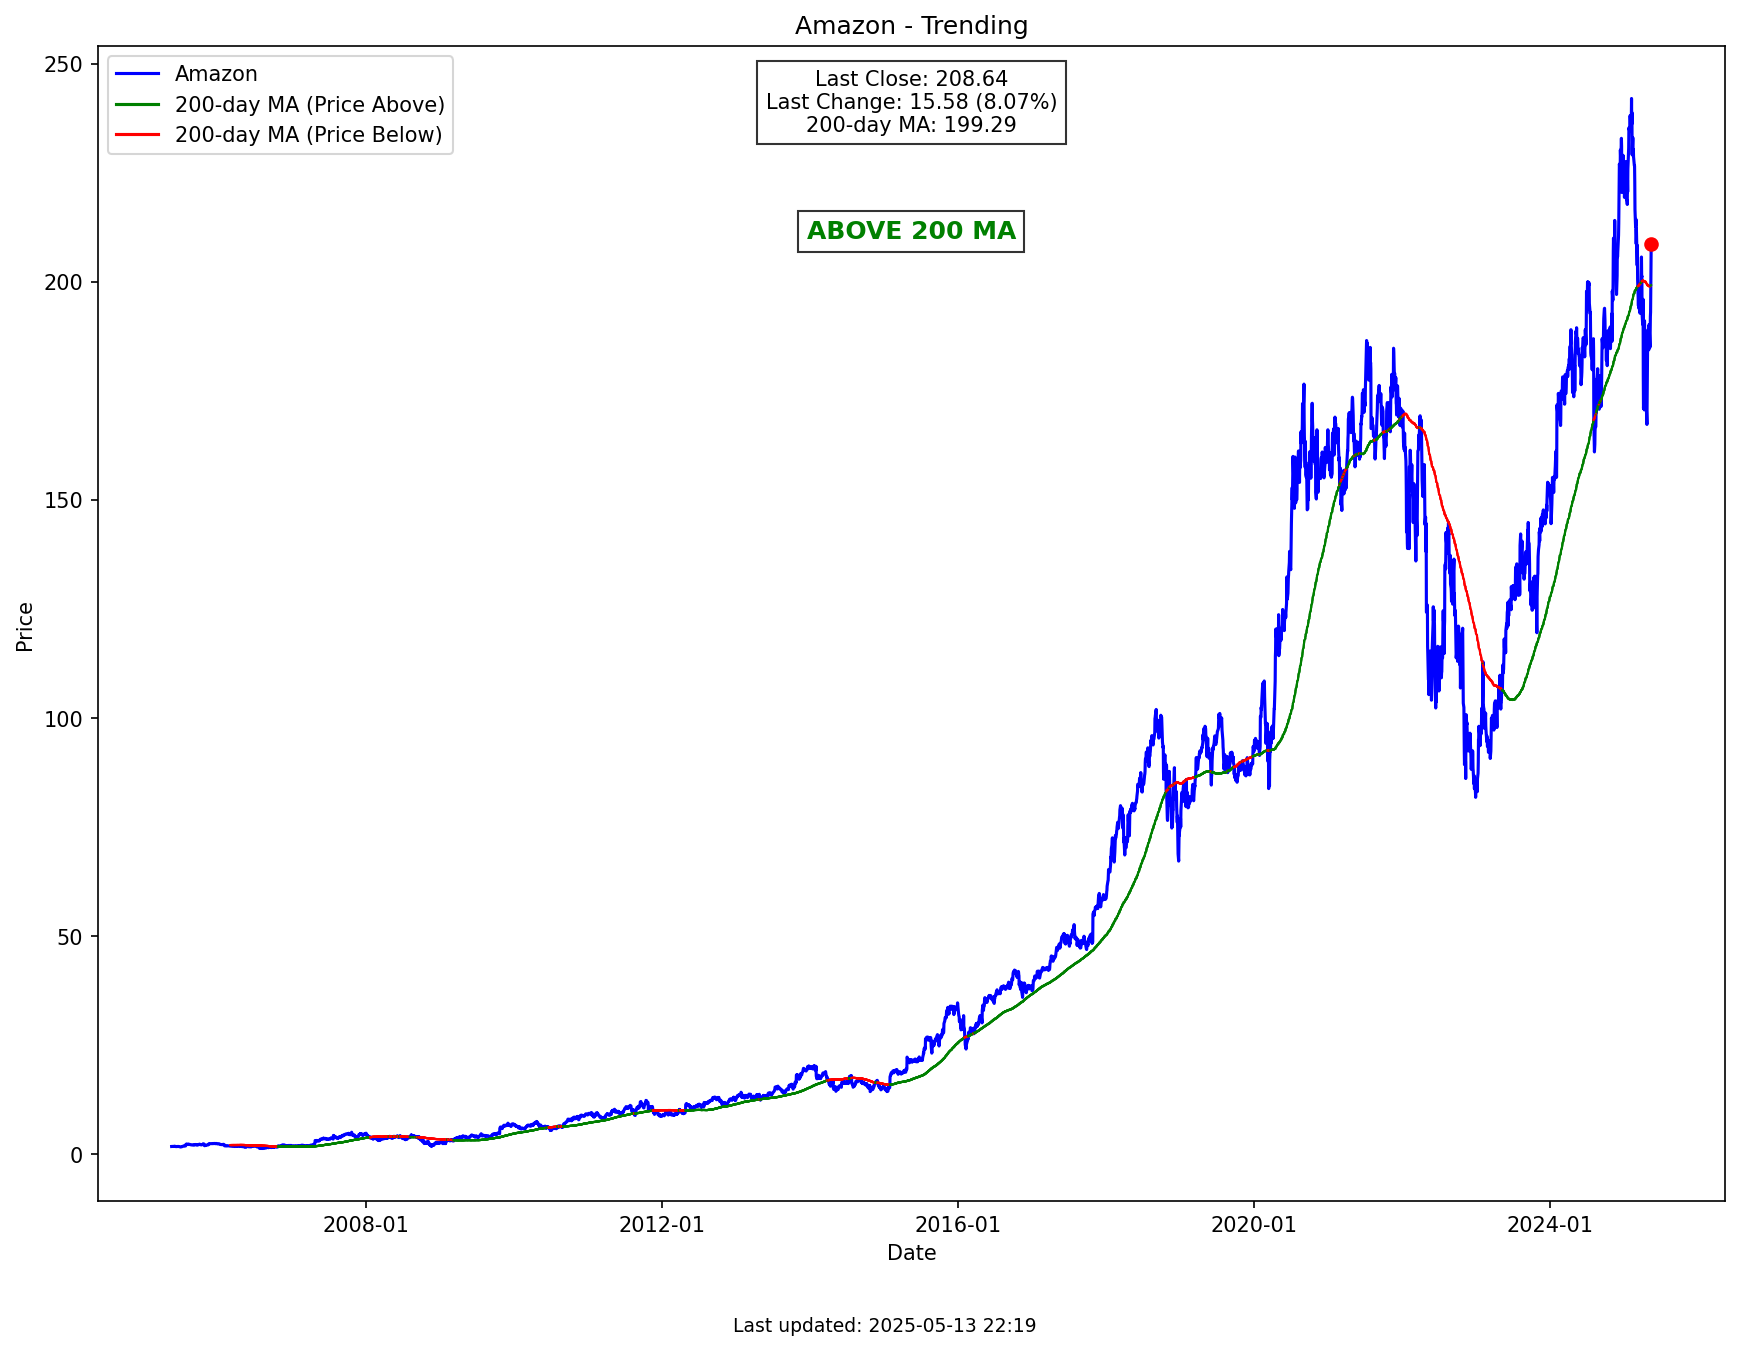 Amazon - Trending
Amazon
200-day MA (Price Above)
200-day MA (Price Below)
Last Close: 208.64
Last Change: 15.58 (8.07%)
200-day MA: 199.29
ABOVE 200 MA
250
200
150
100
50
0
Price
2008-01
2012-01
2016-01
2020-01
2024-01
Date
Last updated: 2025-05-13 22:19